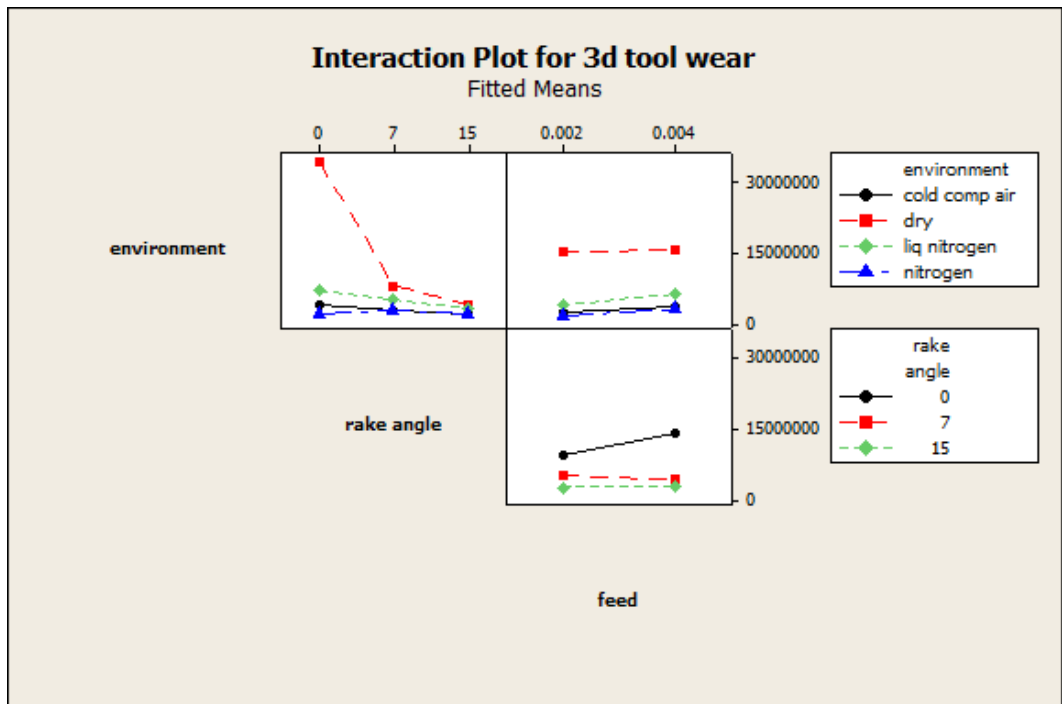 Interaction Plot for 3d tool wear
Fitted Means
0 7 15 0.002 0.004
environment
30000000
15000000
0
environment
cold comp air
dry
liq nitrogen
nitrogen
rake angle
30000000
15000000
0
rake
angle
0
7
15
feed